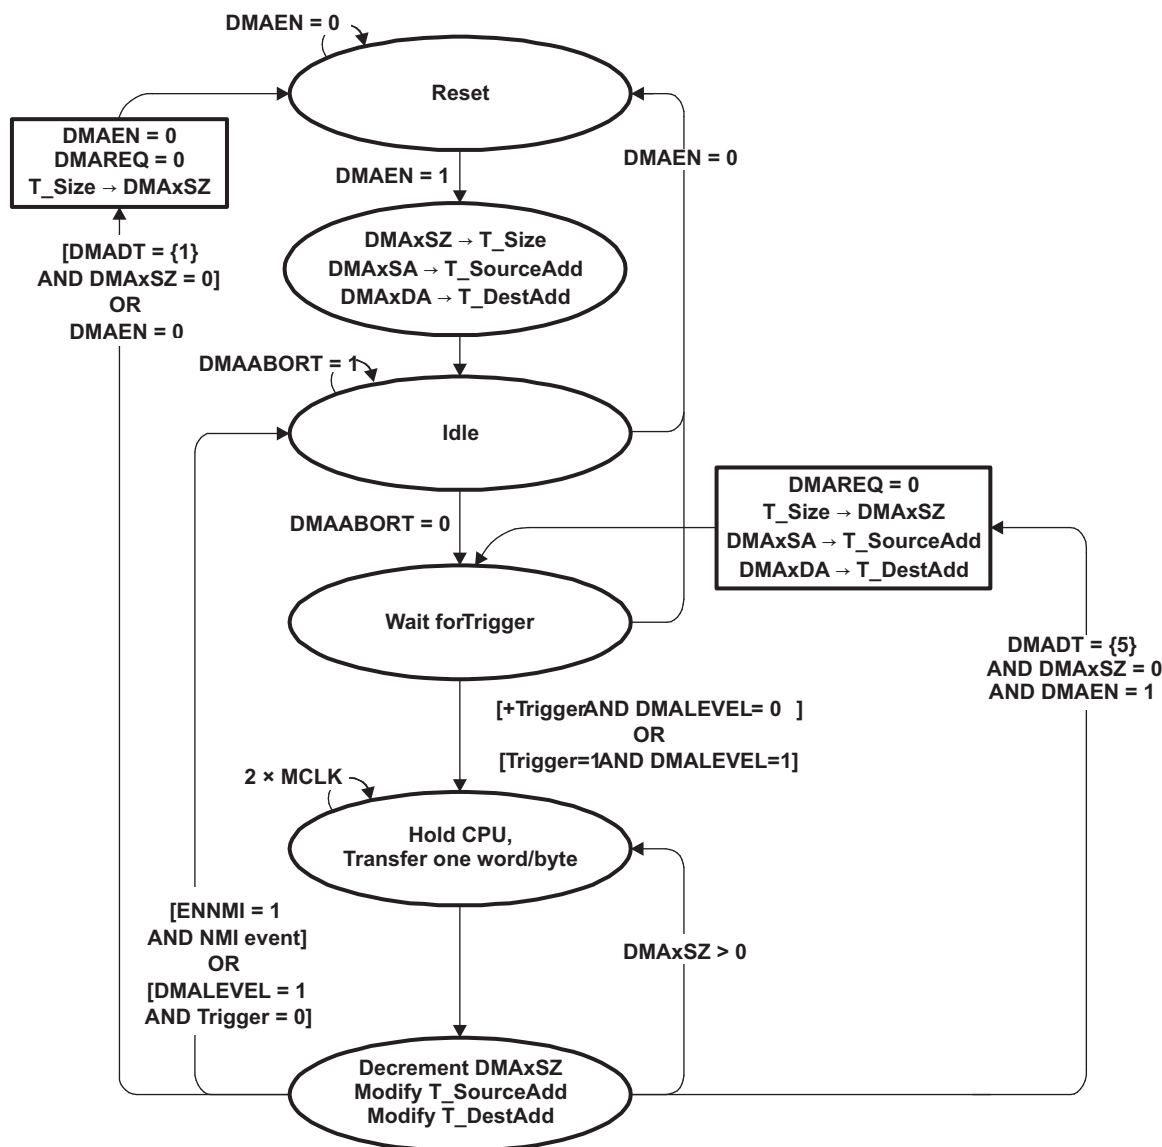 DMAEN = 0
Reset
DMAEN = 0
DMAREQ = 0
T_Size → DMAxSZ
DMAEN = 0
DMAEN = 1
[DMADT = {1}
AND DMAxSZ = 0]
OR
DMAEN = 0
DMAxSZ → T_Size
DMAxSA → T_SourceAdd
DMAxDA → T_DestAdd
DMAABORT = 1
Idle
DMAABORT = 0
DMAREQ = 0
T_Size → DMAxSZ
DMAxSA → T_SourceAdd
DMAxDA → T_DestAdd
Wait forTrigger
DMADT = {5}
AND DMAxSZ = 0
AND DMAEN = 1
[+TriggerAND DMALEVEL= 0 ]
OR
[Trigger=1AND DMALEVEL=1]
2 × MCLK
Hold CPU,
Transfer one word/byte
[ENNMI = 1
AND NMI event]
OR
[DMALEVEL = 1
AND Trigger = 0]
DMAxSZ > 0
Decrement DMAxSZ
Modify T_SourceAdd
Modify T_DestAdd